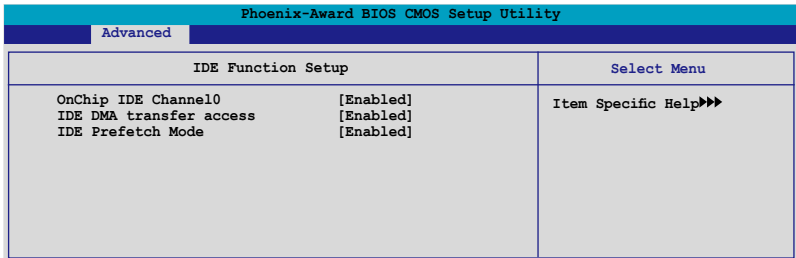 Phoenix-Award BIOS CMOS Setup Utility
Advanced
IDE Function Setup
Select Menu
OnChip IDE Channel0 [Enabled]
IDE DMA transfer access [Enabled]
IDE Prefetch Mode [Enabled]
Item Specific Help